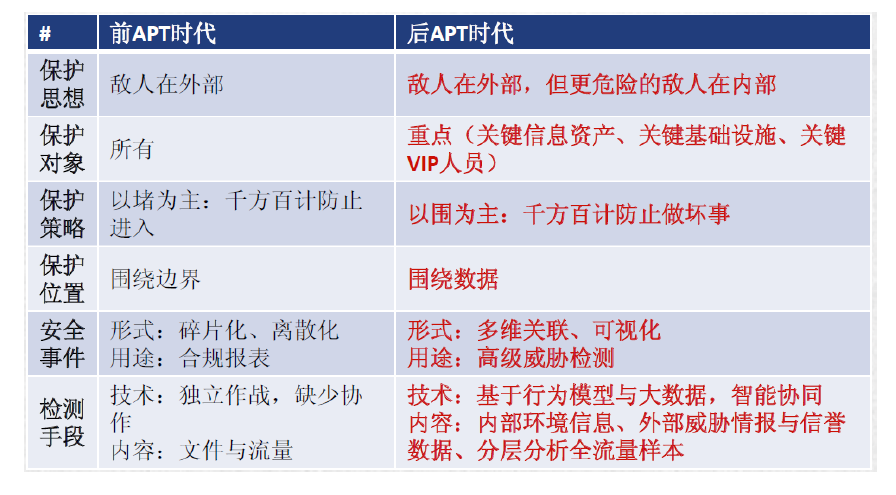 #
前APT时代
后APT时代
保护
思想
敌人在外部
敌人在外部，但更危险的敌人在内部
保护
对象
所有
重点（关键信息资产、关键基础设施、关键
VIP人员）
保护
策略
以堵为主：千方百计防止
进入
以围为主：千方百计防止做坏事
保护
位置
围绕边界
围绕数据
安全
事件
形式：碎片化、离散化
用途：合规报表
形式：多维关联、可视化
用途：高级威胁检测
检测
手段
技术：独立作战，缺少协
作
内容：文件与流量
技术：基于行为模型与大数据，智能协同
内容：内部环境信息、外部威胁情报与信誉
数据、分层分析全流量样本